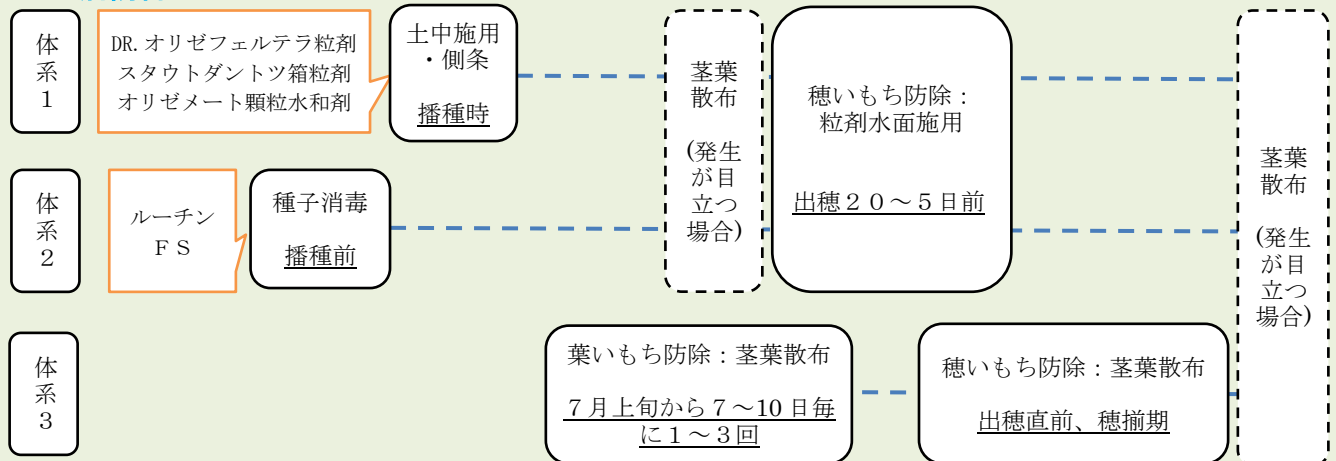 体系1
DR.オリゼフェルテラ粒剤
スタウトダントツ箱粒剤
オリゼメート顆粒水和剤
土中施用
・側条
播種時
茎葉
散布
(発生
が目
立つ
場合)
穂いもち防除：
粒剤水面施用
出穂２０～５日前
体系２
ルーチン
ＦＳ
種子消毒
播種前
体系３
葉いもち防除：茎葉散布
７月上旬から７～10日毎
に１～３回
穂いもち防除：茎葉散布
出穂直前、穂揃期
茎葉
散布
(発生
が目
立つ
場合)